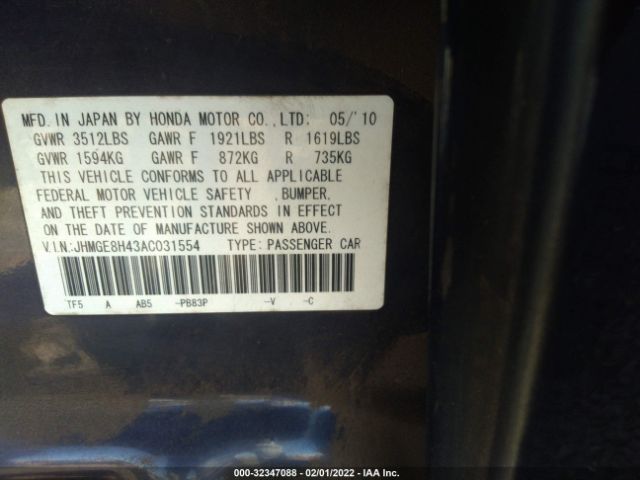 MFD. IN JAPAN BY HONDA MOTOR CO.,LTD: 05/'10
GVWR 3512LBS GAWR F 1921LBS R 1619LBS
GVWR 1594KG GAWR F 872KG R 735KG
THIS VEHICLE CONFORMS TO ALL APPLICABLE
FEDERAL MOTOR VEHICLE SAFETY ,BUMPER,
AND THEFT PREVENTION STANDARDS IN EFFECT
ON THE DATE OF MANUFACTURE SHOWN ABOVE.
V.I.N.:JHMGE8H43AC031554 TYPE: PASSENGER CAR
TF5 A AB5 -PB83P -V -C
000-32347088 - 02/01/2022 - IAA Inc.